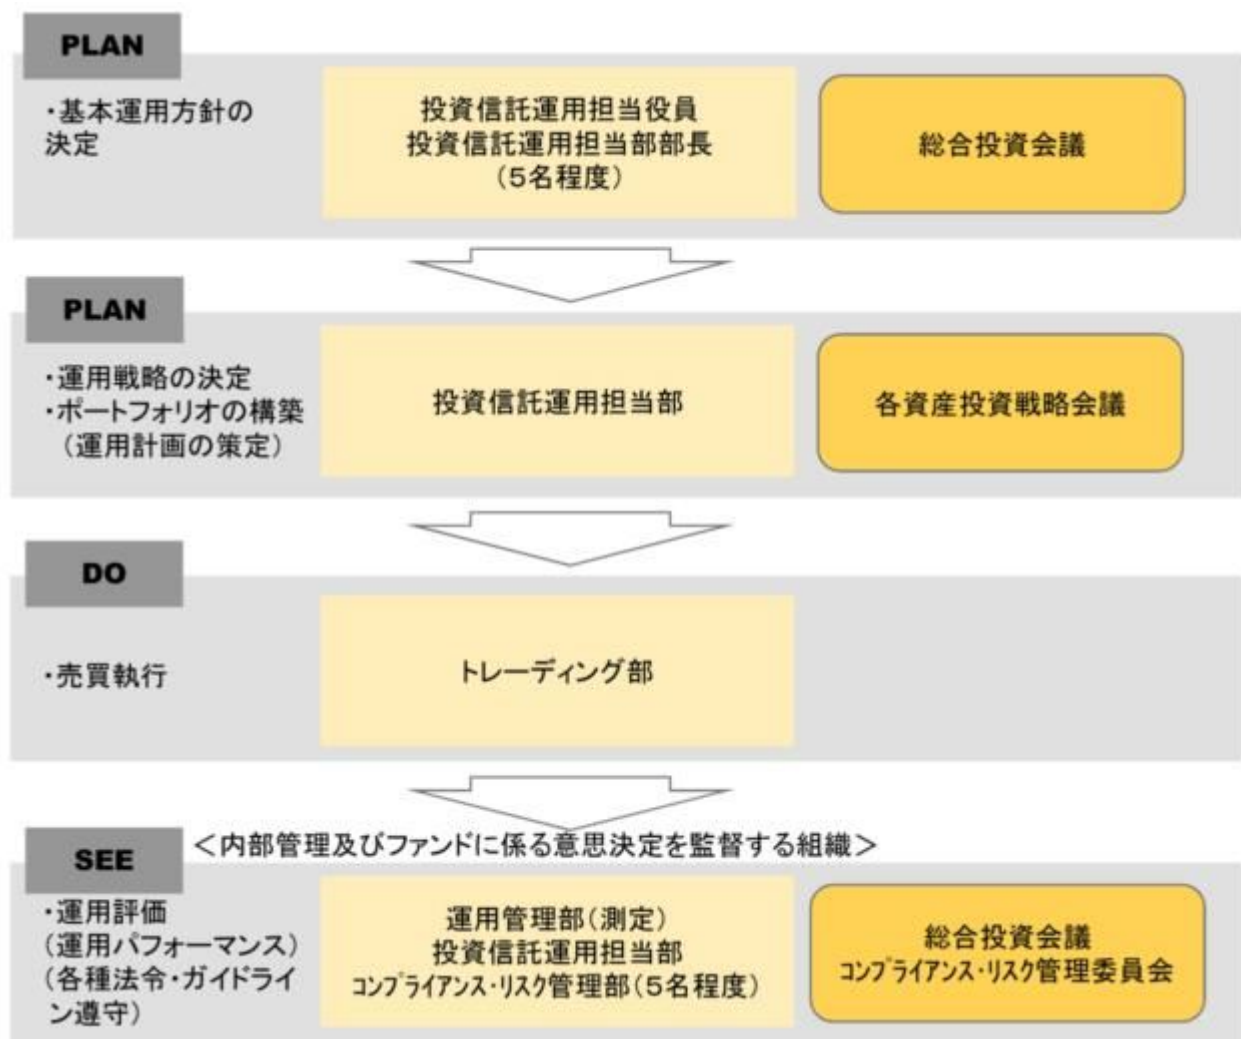 PLAN
・基本運用方針の
決定
投資信託運用担当役員
投資信託運用担当部部長
(5名程度)
総合投資会議
PLAN
・運用戦略の決定
・ポートフォリオの構築
(運用計画の策定)
投資信託運用担当部
各資産投資戦略会議
DO
・売買執行
トレーディング部
SEE
＜内部管理及びファンドに係る意思決定を監督する組織＞
・運用評価
(運用パフォーマンス)
(各種法令・ガイドライ
ン遵守)
運用管理部(測定)
投資信託運用担当部
ｺﾝﾌﾟﾗｲｱﾝｽ・ﾘｽｸ管理部(5名程度)
総合投資会議
ｺﾝﾌﾟﾗｲｱﾝｽ・ﾘｽｸ管理委員会